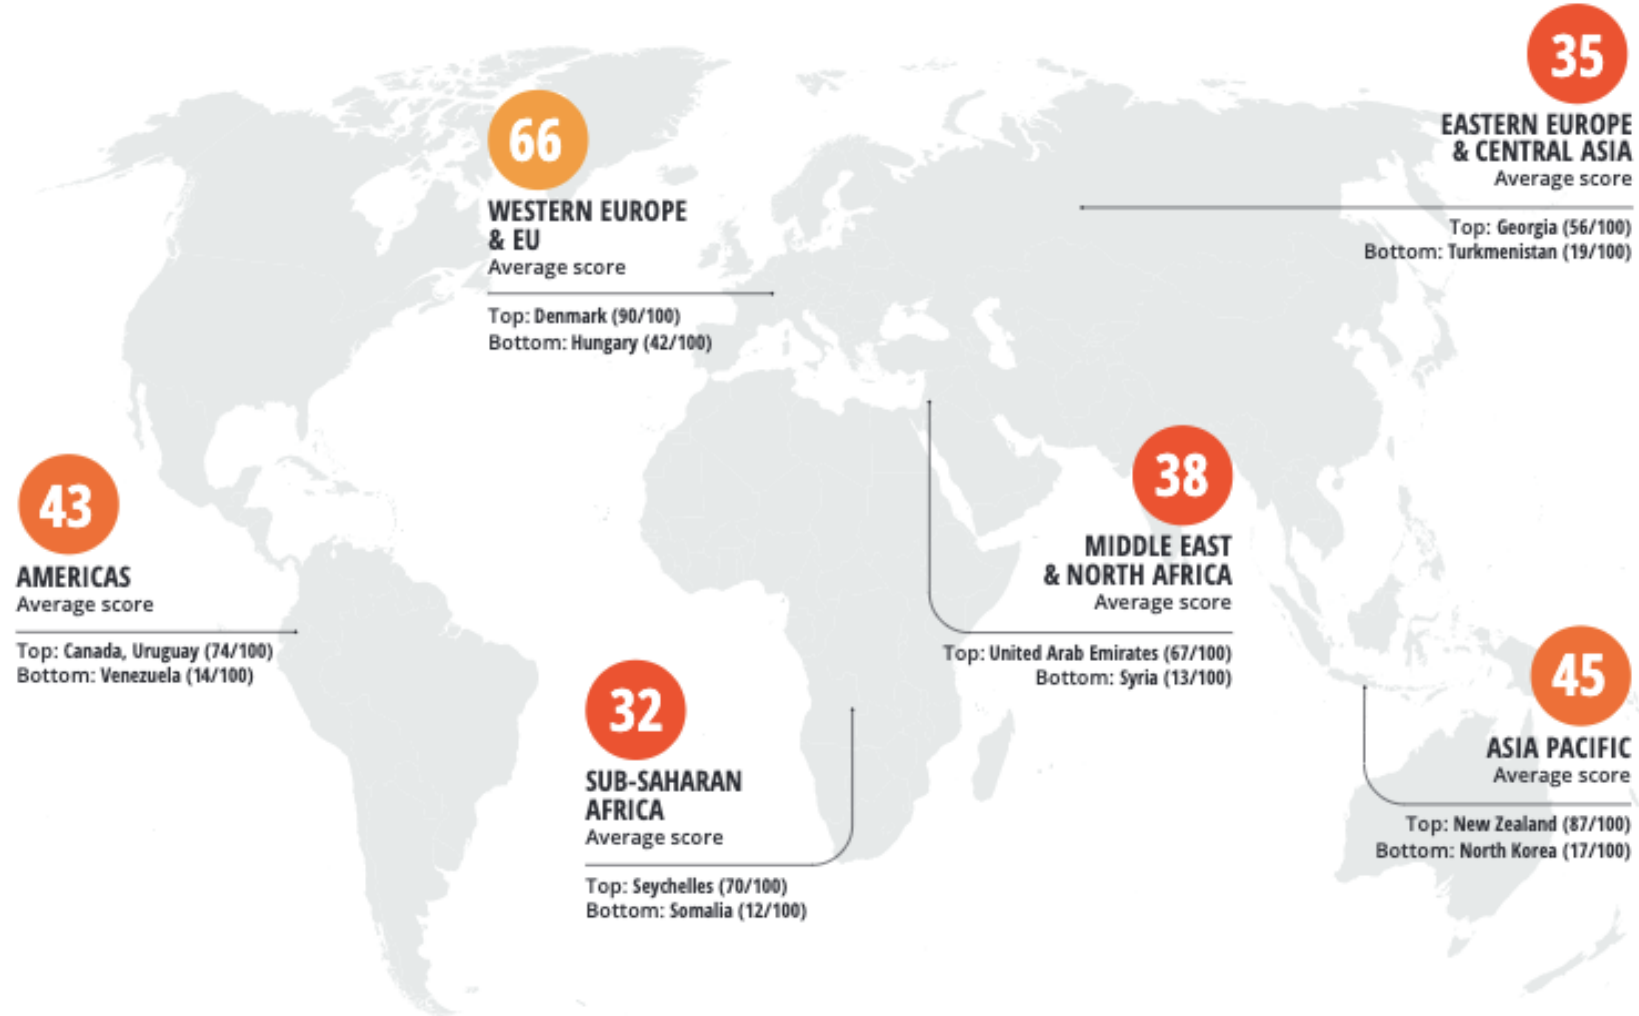 35
EASTERN EUROPE
& CENTRAL ASIA
Average score
Top: Georgia (56/100)
Bottom: Turkmenistan (19/100)
66
WESTERN EUROPE
& EU
Average score
Top: Denmark (90/100)
Bottom: Hungary (42/100)
43
AMERICAS
Average score
Top: Canada, Uruguay (74/100)
Bottom: Venezuela (14/100)
38
MIDDLE EAST
& NORTH AFRICA
Average score
Top: United Arab Emirates (67/100)
Bottom: Syria (13/100)
32
SUB-SAHARAN
AFRICA
Average score
Top: Seychelles (70/100)
Bottom: Somalia (12/100)
45
ASIA PACIFIC
Average score
Top: New Zealand (87/100)
Bottom: North Korea (17/100)